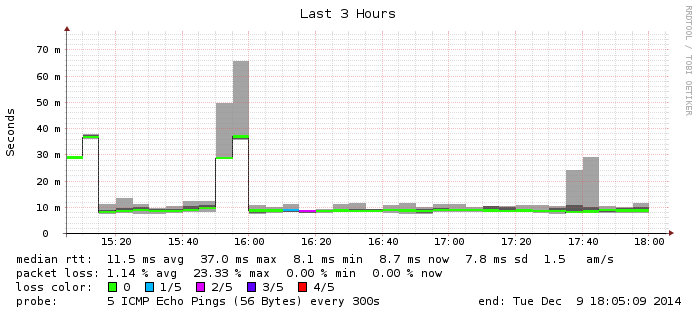 Last 3 Hours
RRDTOOL / TOBI OETIKER
Seconds
70 m
60 m
50 m
40 m
30 m
20 m
10 m
0
15:20 15:40 16:00 16:20 16:40 17:00 17:20 17:40 18:00
median rtt: 11.5 ms avg 37.0 ms max 8.1 ms min 8.7 ms now 7.8 ms sd 1.5 am/s
packet loss: 1.14 % avg 23.33 % max 0.00 % min 0.00 % now
loss color: 0 1/5 2/5 3/5 4/5
probe: 5 ICMP Echo Pings (56 Bytes) every 300s end: Tue Dec 9 18:05:09 2014